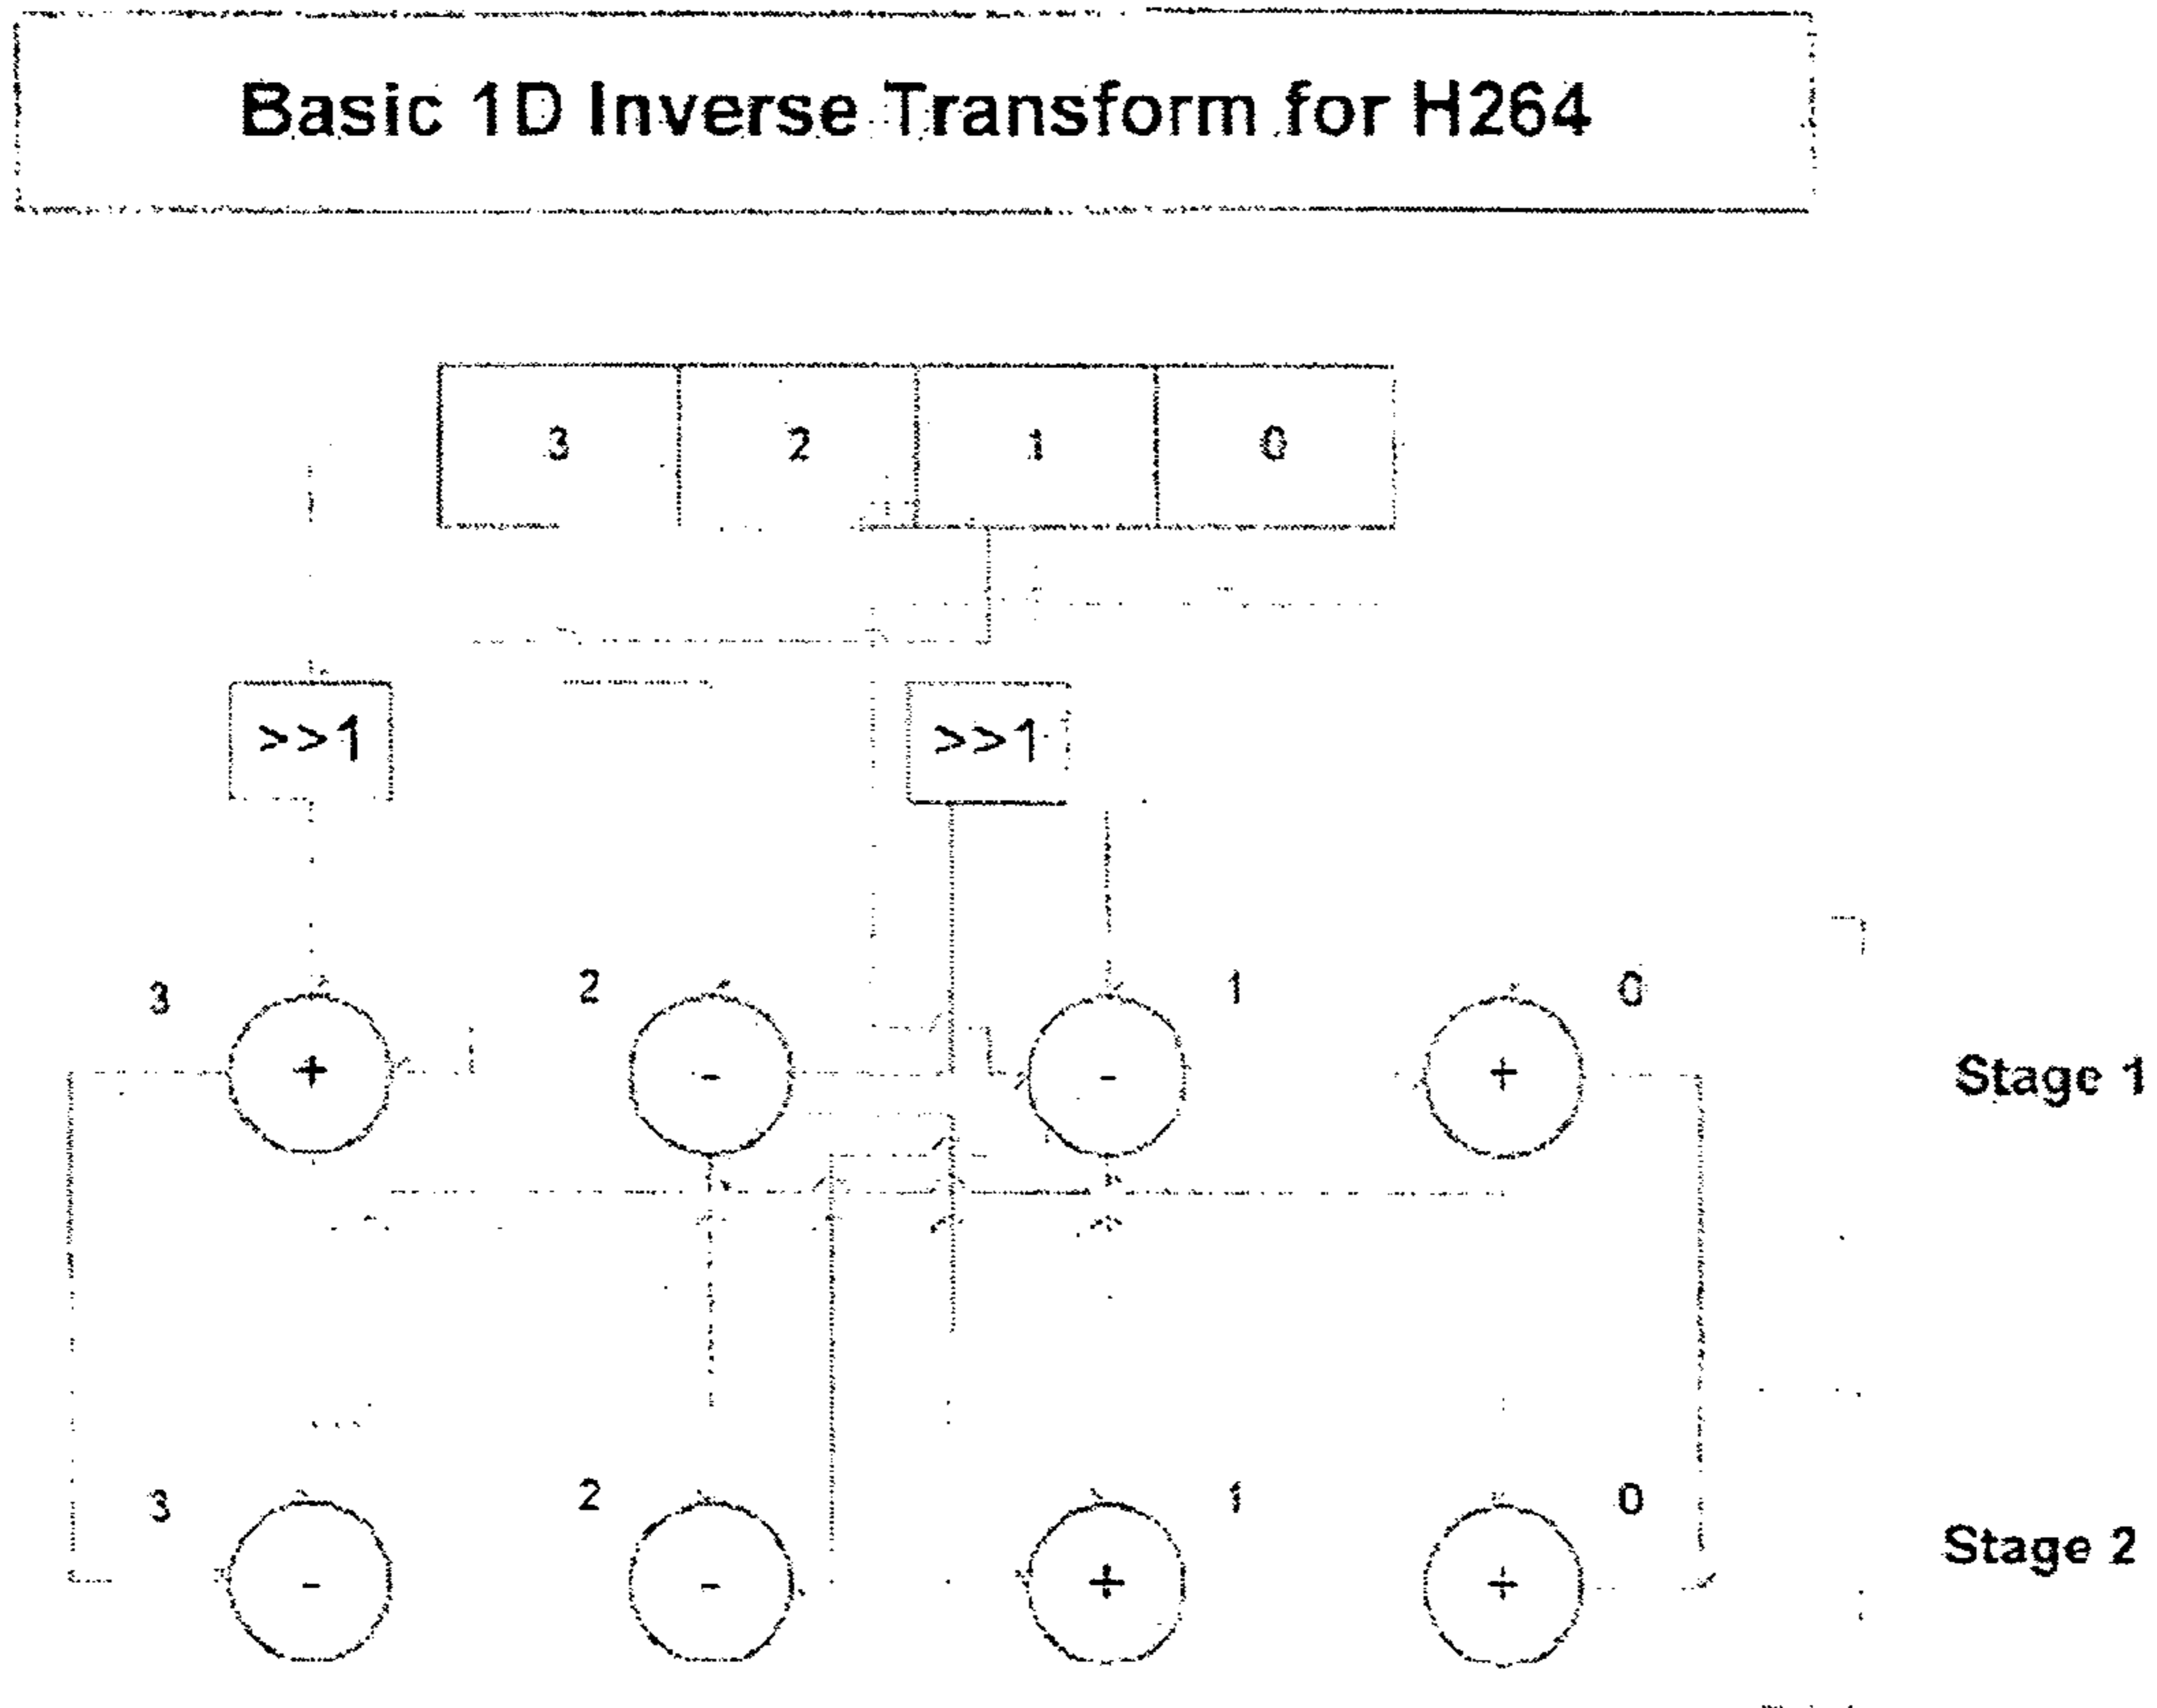 Basic 1D Inverse Transform for H264
3 2 1 0
>>1 >>1
3 2 1 0
+ - - + Stage 1
3 2 1 0
- - + + Stage 2